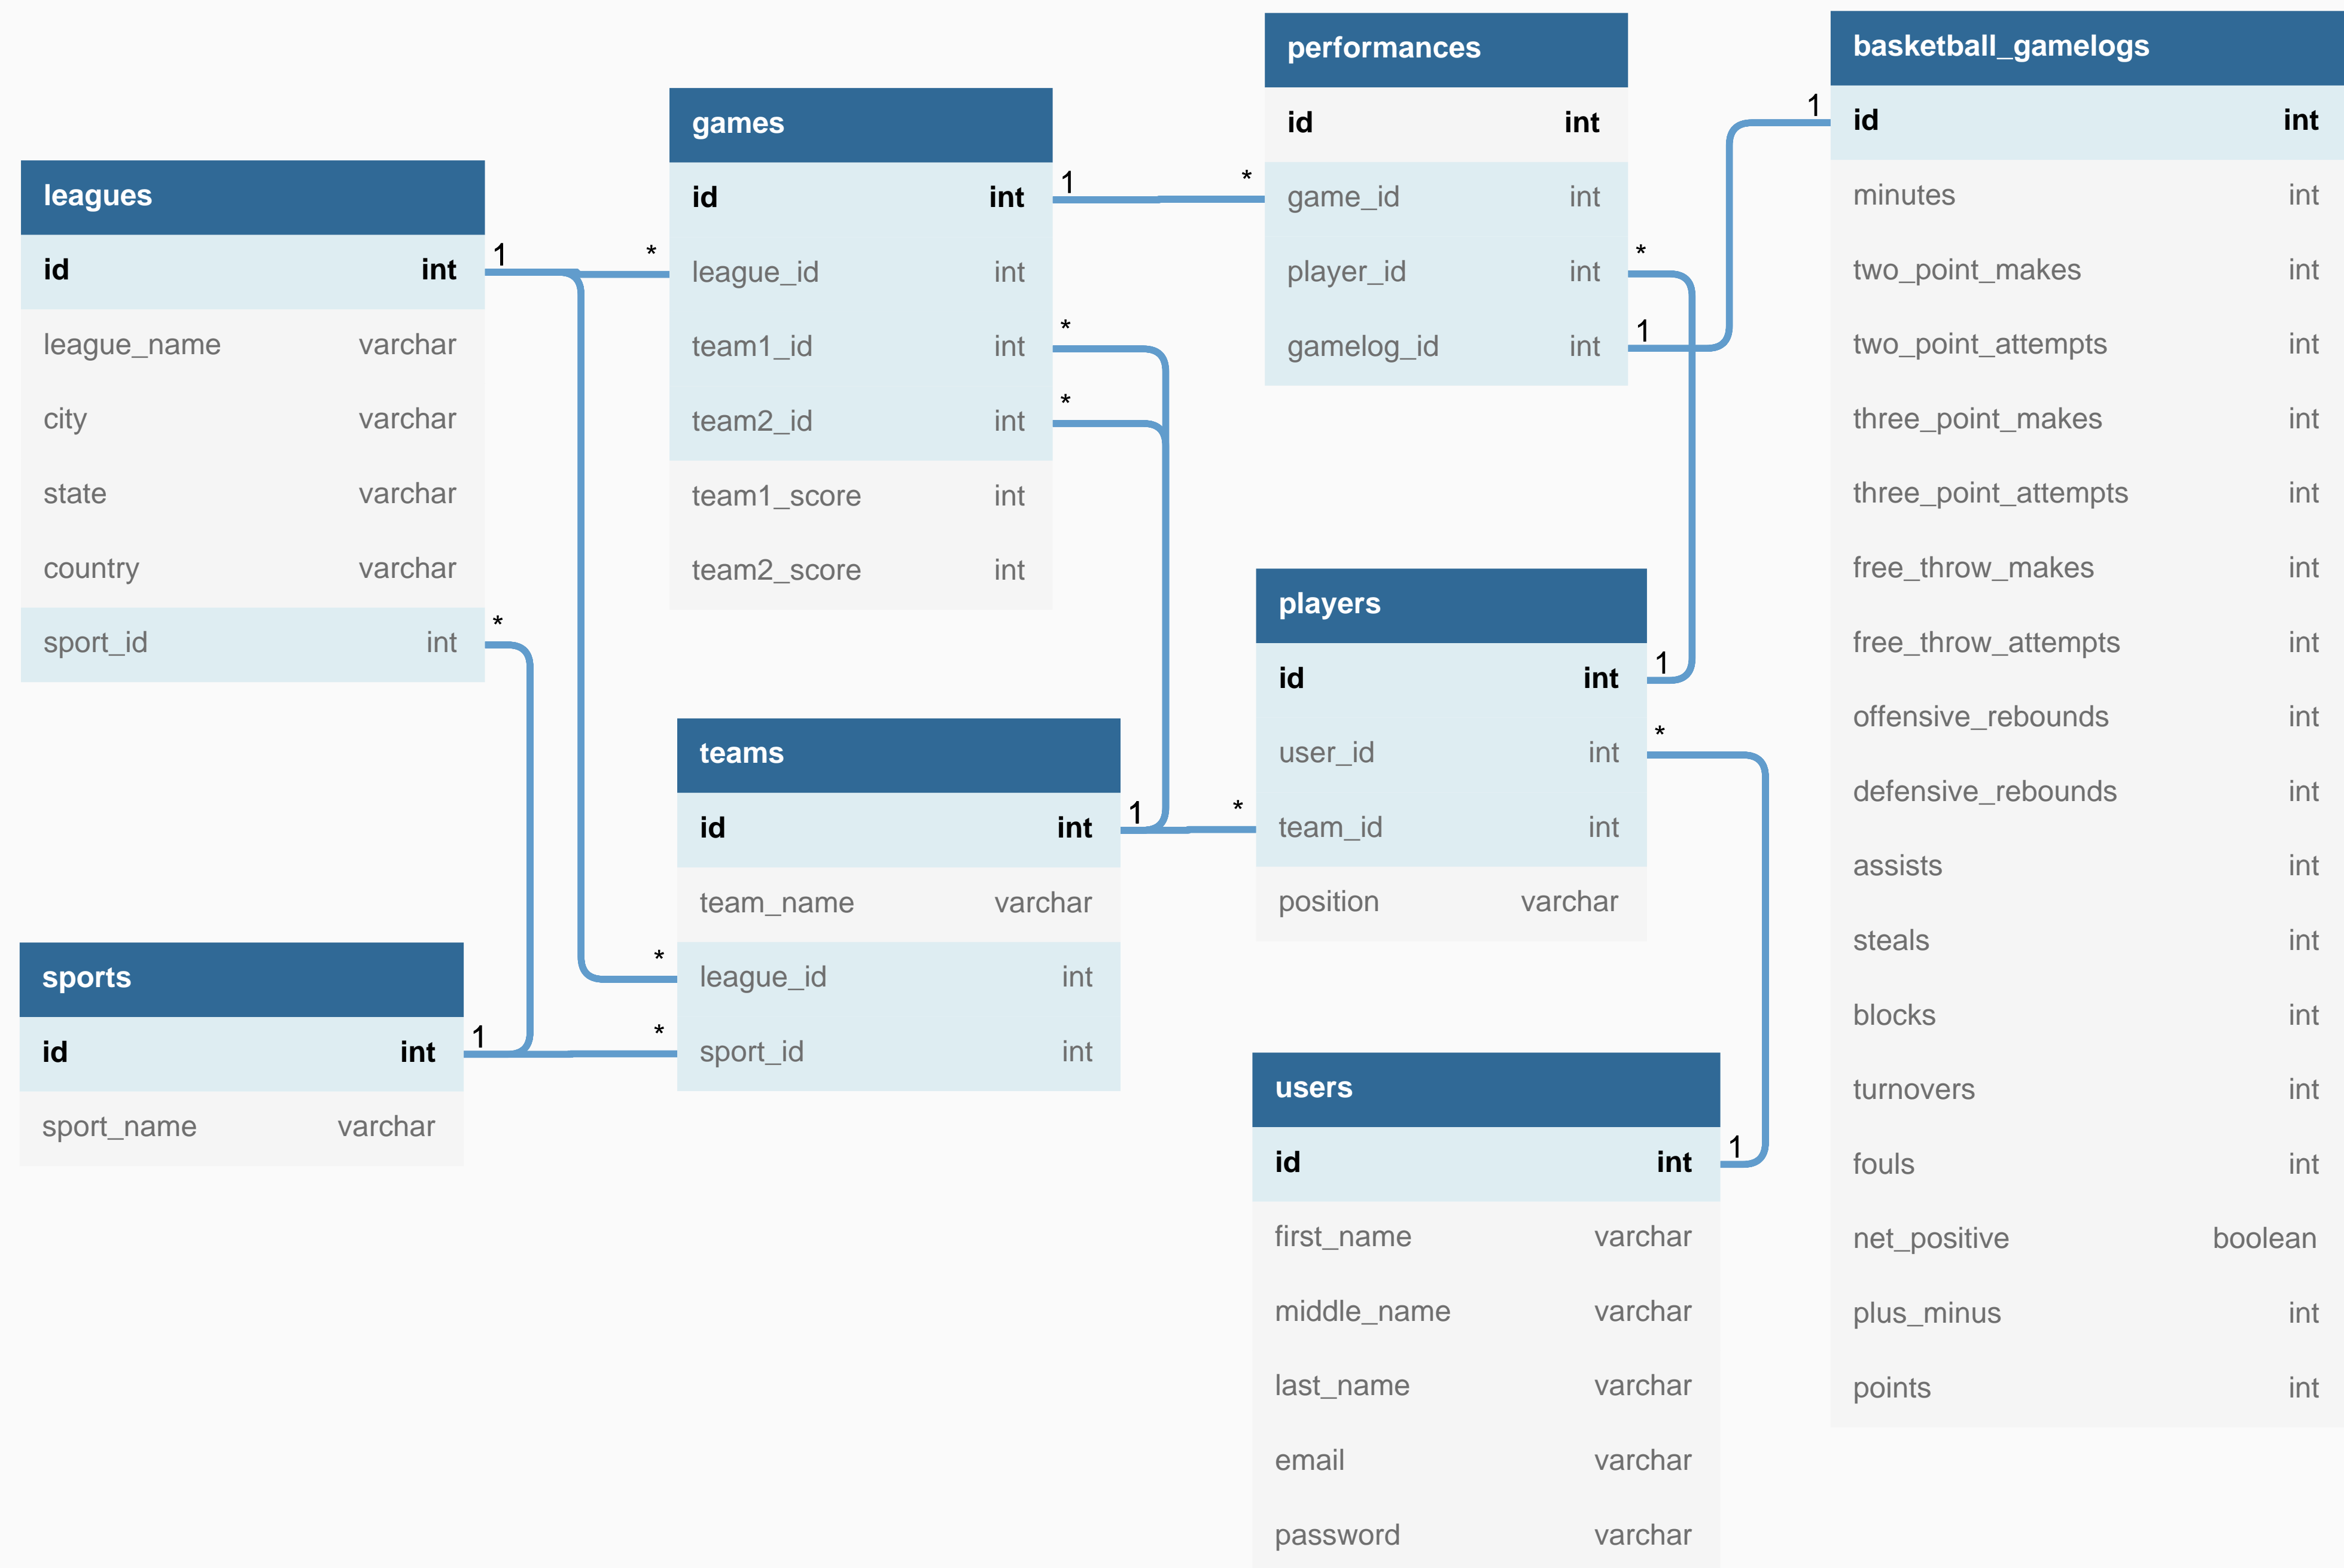 leagues
id int
league_name varchar
city varchar
state varchar
country varchar
sport_id int
1
*
*
sports
id int
sport_name varchar
1
*
*
games
id int
league_id int
team1_id int
team2_id int
team1_score int
team2_score int
1
*
*
*
teams
id int
team_name varchar
league_id int
sport_id int
1
*
performances
id int
game_id int
player_id int
gamelog_id int
*
1
players
id int
user_id int
team_id int
position varchar
1
*
users
id int
first_name varchar
middle_name varchar
last_name varchar
email varchar
password varchar
1
1
basketball_gamelogs
id int
minutes int
two_point_makes int
two_point_attempts int
three_point_makes int
three_point_attempts int
free_throw_makes int
free_throw_attempts int
offensive_rebounds int
defensive_rebounds int
assists int
steals int
blocks int
turnovers int
fouls int
net_positive boolean
plus_minus int
points int